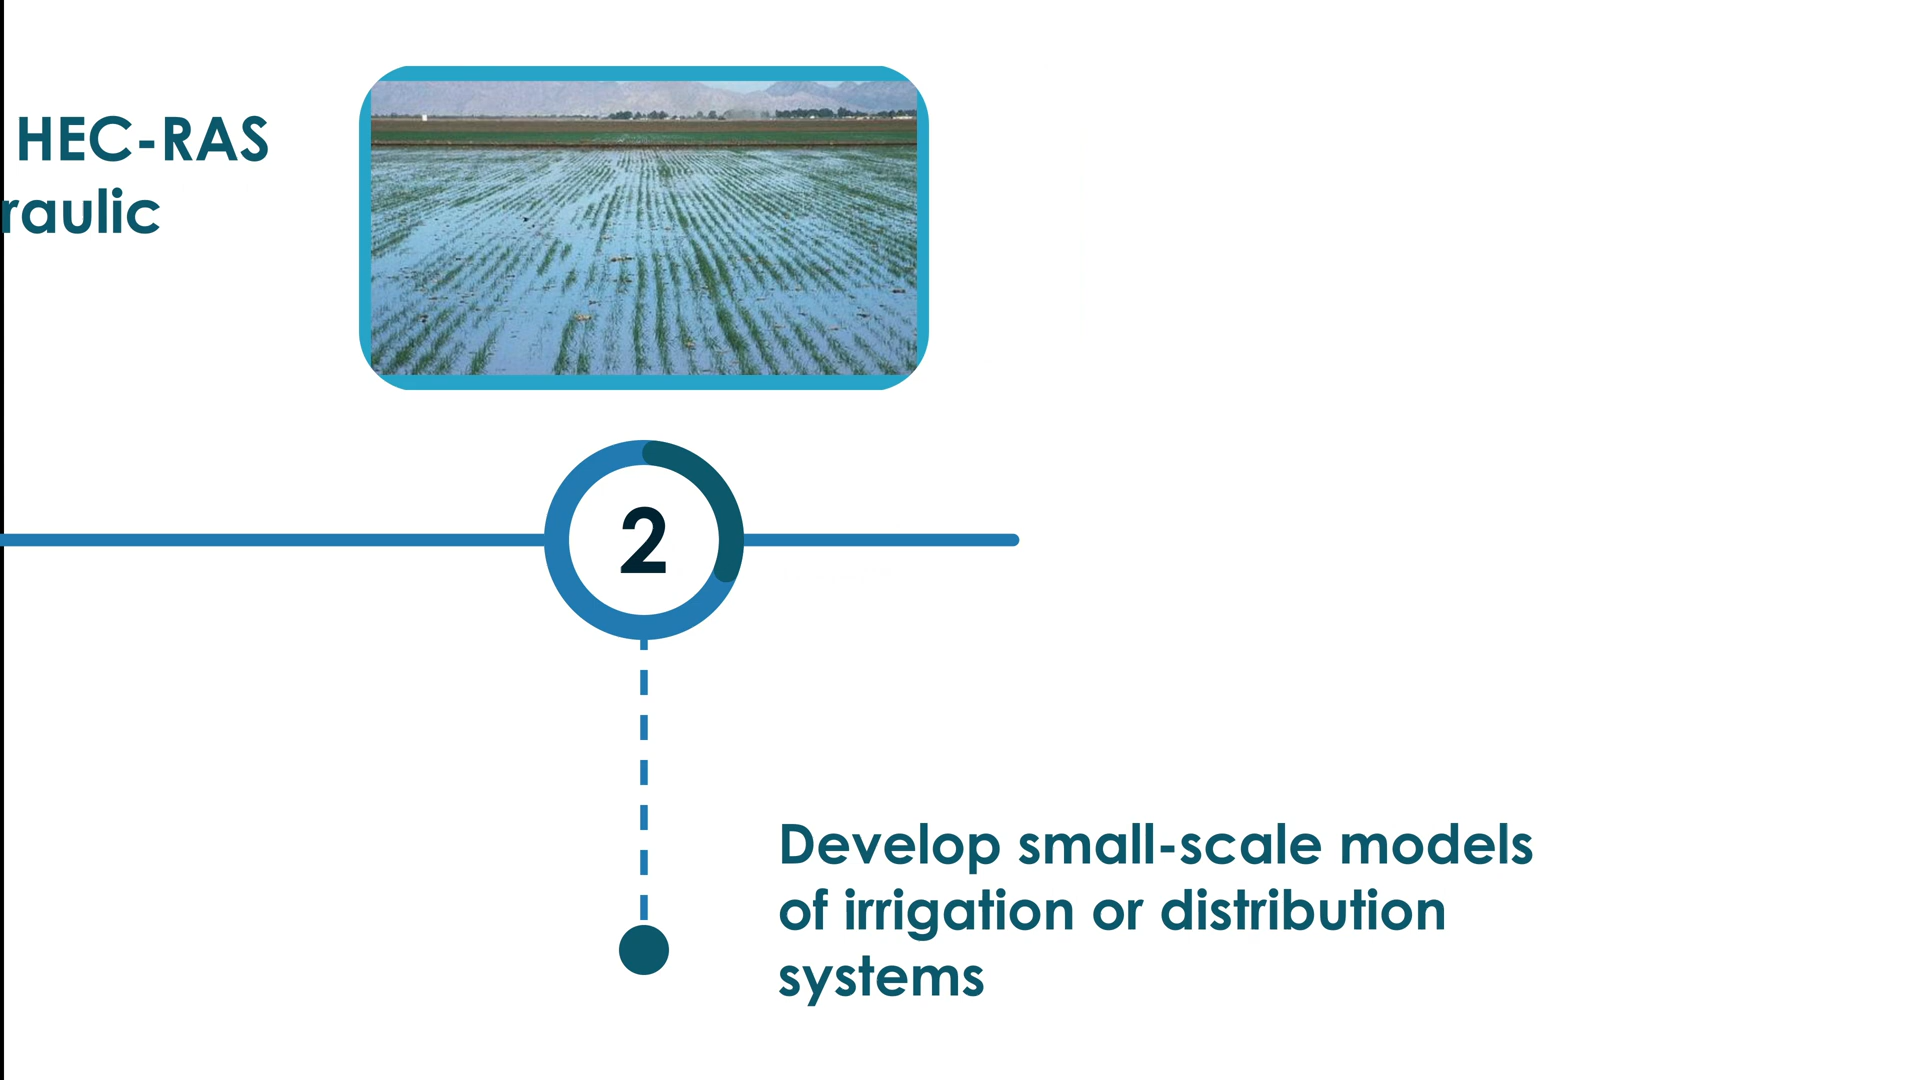 HEC-RAS
raulic
2
Develop small-scale models
of irrigation or distribution
systems